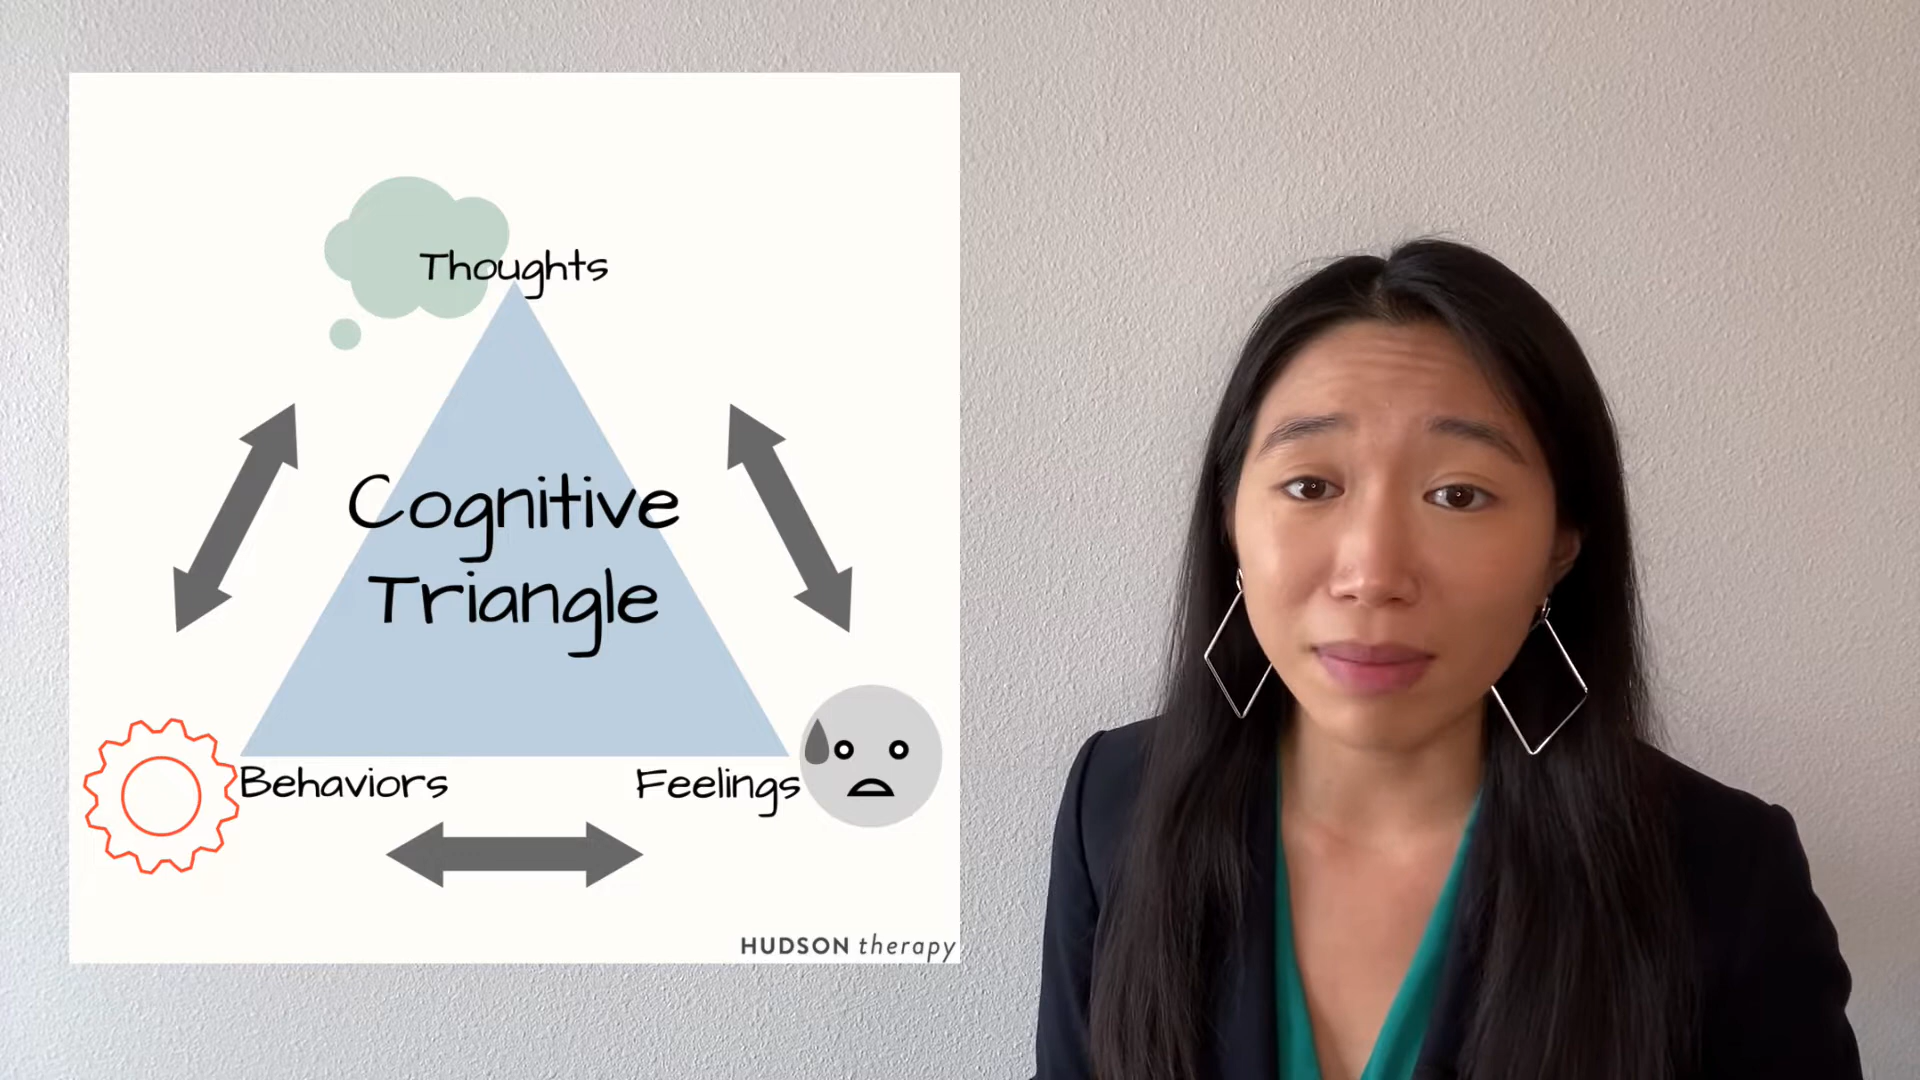 Thoughts
Cognitive
Triangle
Behaviors
Feelings
HUDSON therapy